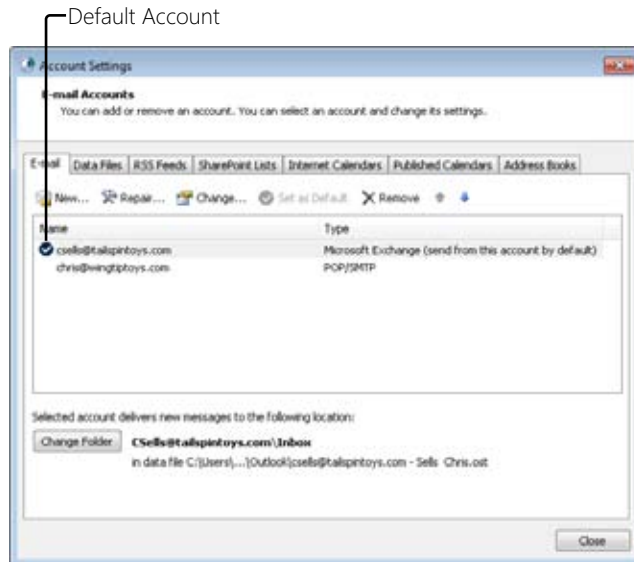 Default Account
Account Settings
E-mail Accounts
You can add or remove an account. You can select an account and change its settings.
E-mail Data Files RSS Feeds SharePoint Lists Internet Calendars Published Calendars Address Books
New... Repair... Change... Set as Default Remove
Name Type
csells@tailspintoys.com Microsoft Exchange (send from this account by default)
chris@wingtiptoys.com POP/SMTP
Selected account delivers new messages to the following location:
Change Folder CSells@tailspintoys.com\Inbox
in data file C:\Users\...\Outlook\csells@tailspintoys.com - Sells Chris.ost
Close